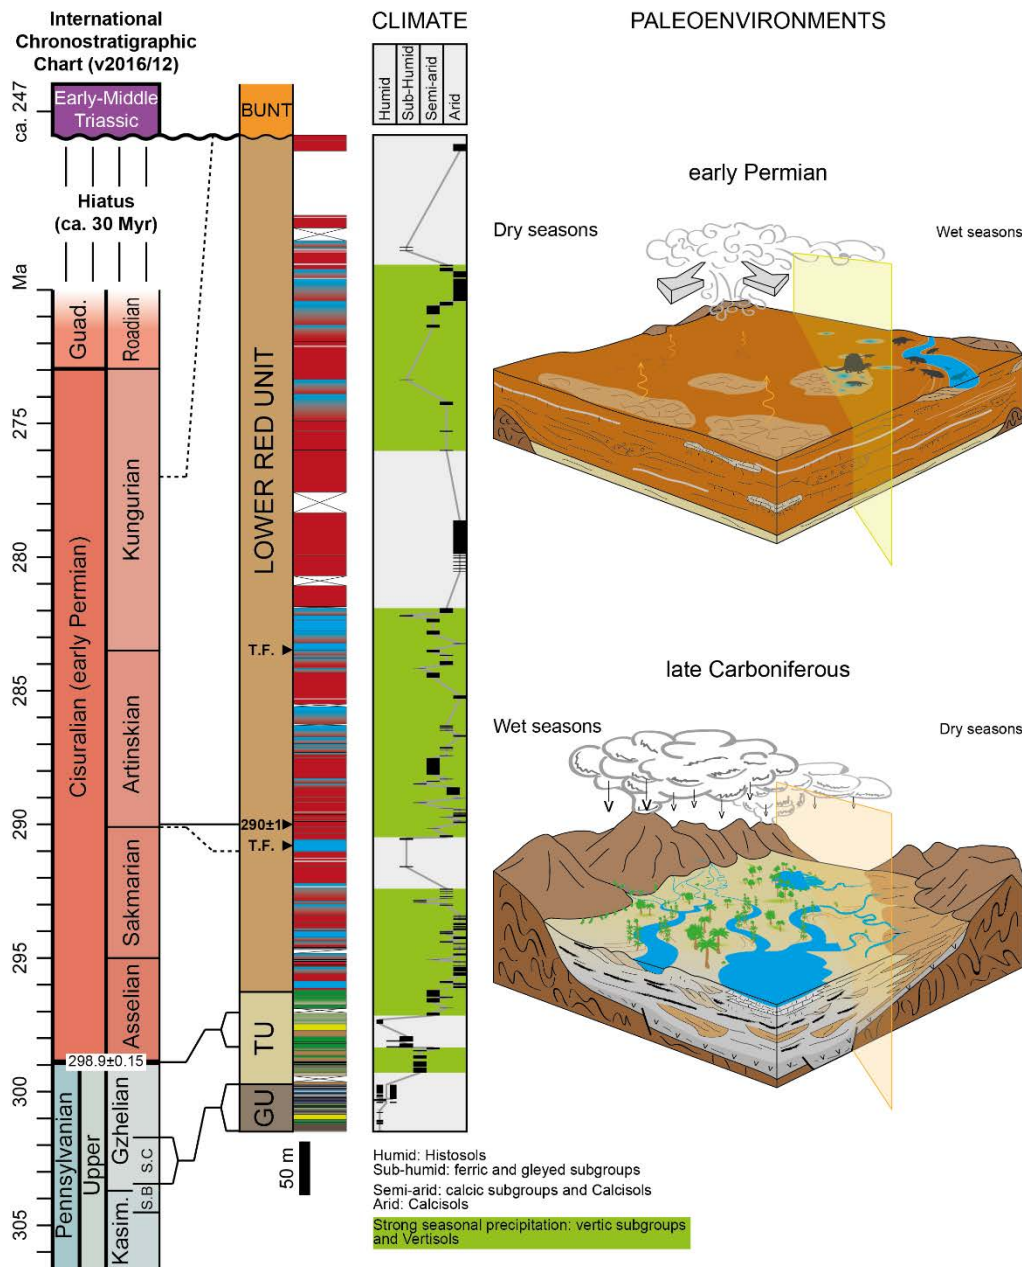 International
Chronostratigraphic
Chart (v2016/12)
CLIMATE
PALEOENVIRONMENTS
Humid
Sub-Humid
Semi-arid
Arid
ca. 247
Early-Middle
Triassic
BUNT
Hiatus
(ca. 30 Myr)
Ma
Guad.
Roadian
275
Cisuralian (early Permian)
Kungurian
LOWER RED UNIT
280
T.F.
285
Artinskian
290
290±1
T.F.
Sakmarian
295
Asselian
TU
298.9±0.15
300
GU
Pennsylvanian
Upper
Gzhelian
S.C
S.B
Kasim.
305
50 m
early Permian
Dry seasons
Wet seasons
late Carboniferous
Wet seasons
Dry seasons
Humid: Histosols
Sub-humid: ferric and gleyed subgroups
Semi-arid: calcic subgroups and Calcisols
Arid: Calcisols
Strong seasonal precipitation: vertic subgroups
and Vertisols